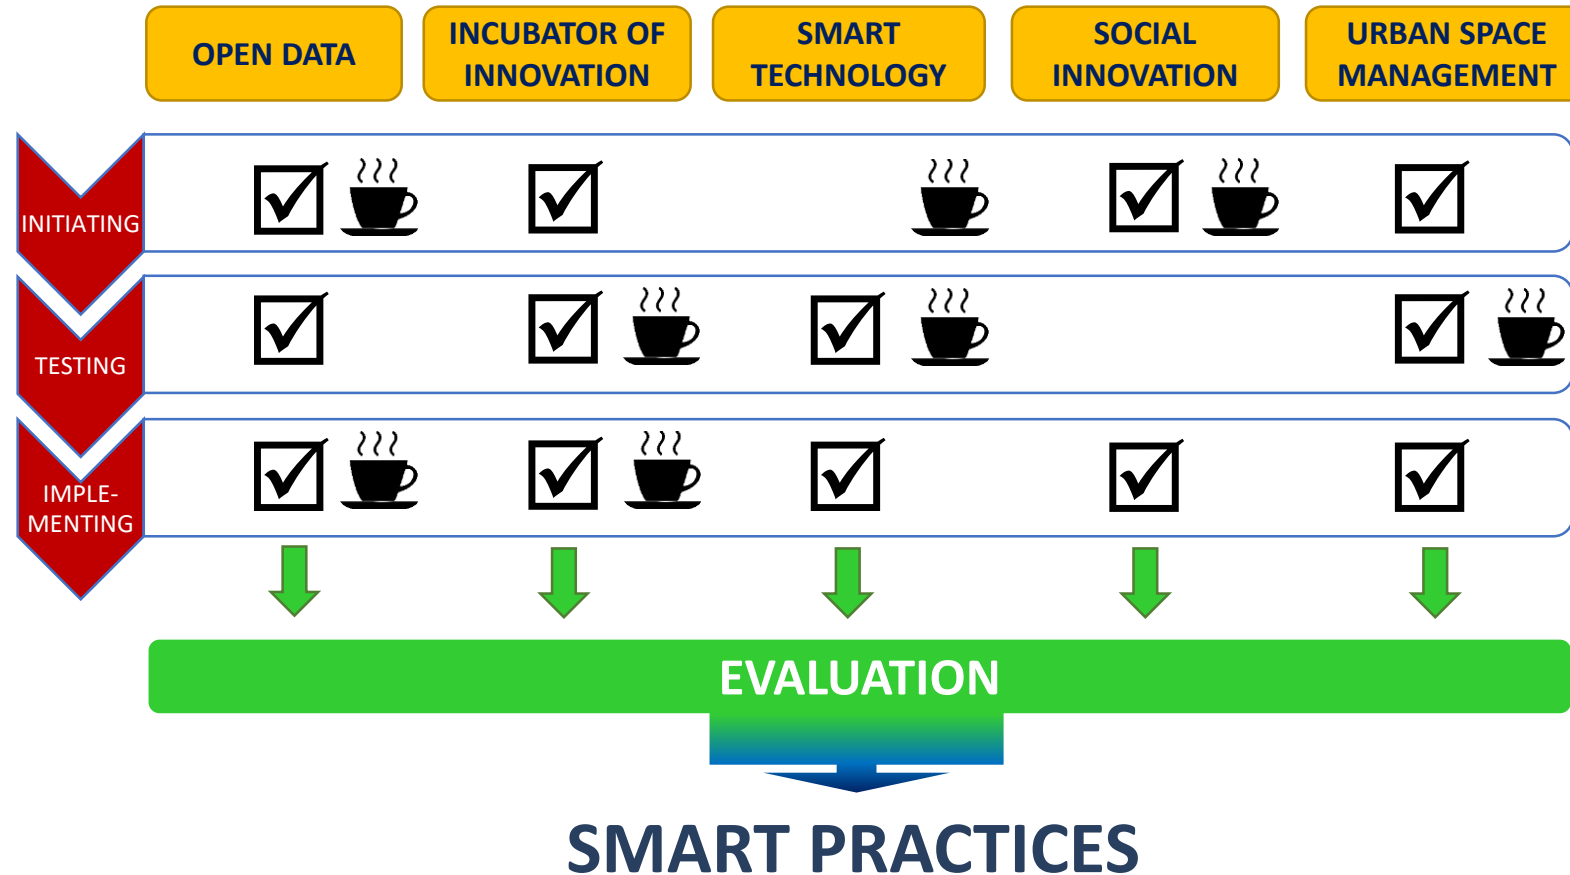 OPEN DATA
INCUBATOR OF
INNOVATION
SMART
TECHNOLOGY
SOCIAL
INNOVATION
URBAN SPACE
MANAGEMENT
INITIATING
TESTING
IMPLE-
MENTING
EVALUATION
SMART PRACTICES